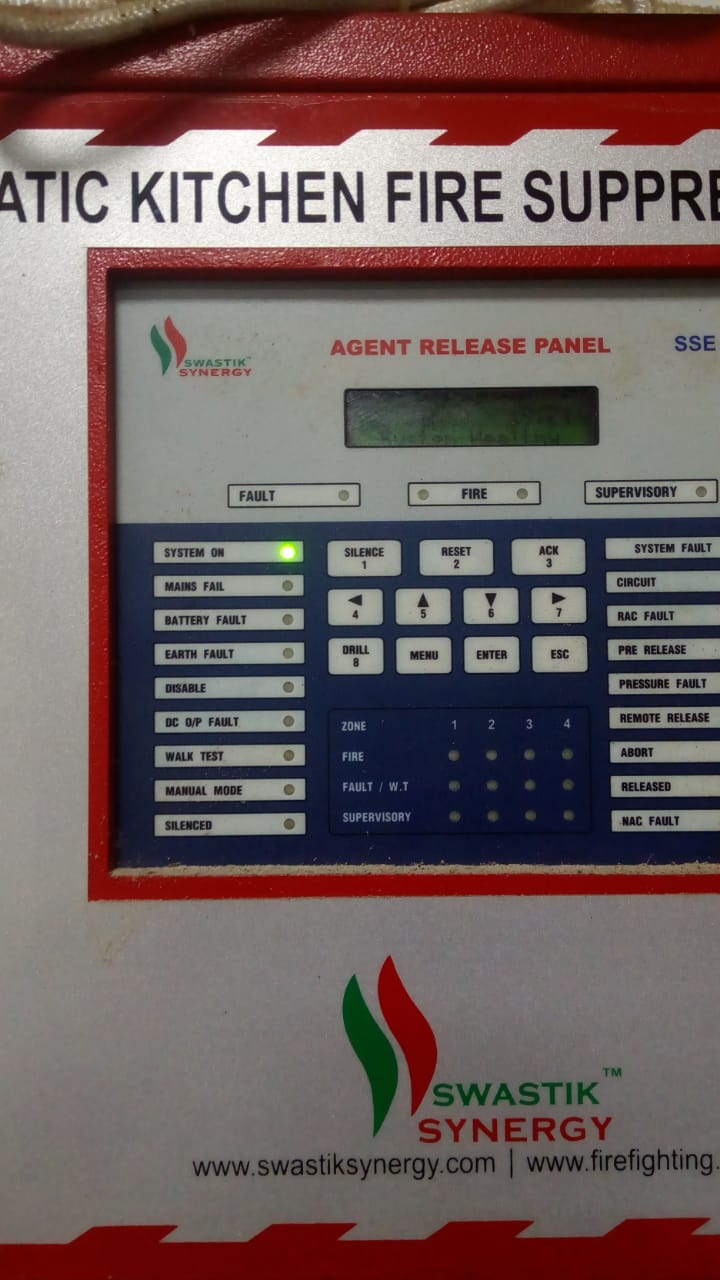 ATIC KITCHEN FIRE SUPPRE
SWASTIK™
SYNERGY
AGENT RELEASE PANEL
SSE
FAULT
FIRE
SUPERVISORY
SYSTEM ON
MAINS FAIL
BATTERY FAULT
EARTH FAULT
DISABLE
DC O/P FAULT
WALK TEST
MANUAL MODE
SILENCED
SILENCE 1
RESET 2
ACK 3
◀ 4
▲ 5
▼ 6
▶ 7
DRILL 8
MENU
ENTER
ESC
ZONE 1 2 3 4
FIRE
FAULT / W.T
SUPERVISORY
SYSTEM FAULT
CIRCUIT
RAC FAULT
PRE RELEASE
PRESSURE FAULT
REMOTE RELEASE
ABORT
RELEASED
NAC FAULT
SWASTIK™
SYNERGY
www.swastiksynergy.com | www.firefighting.